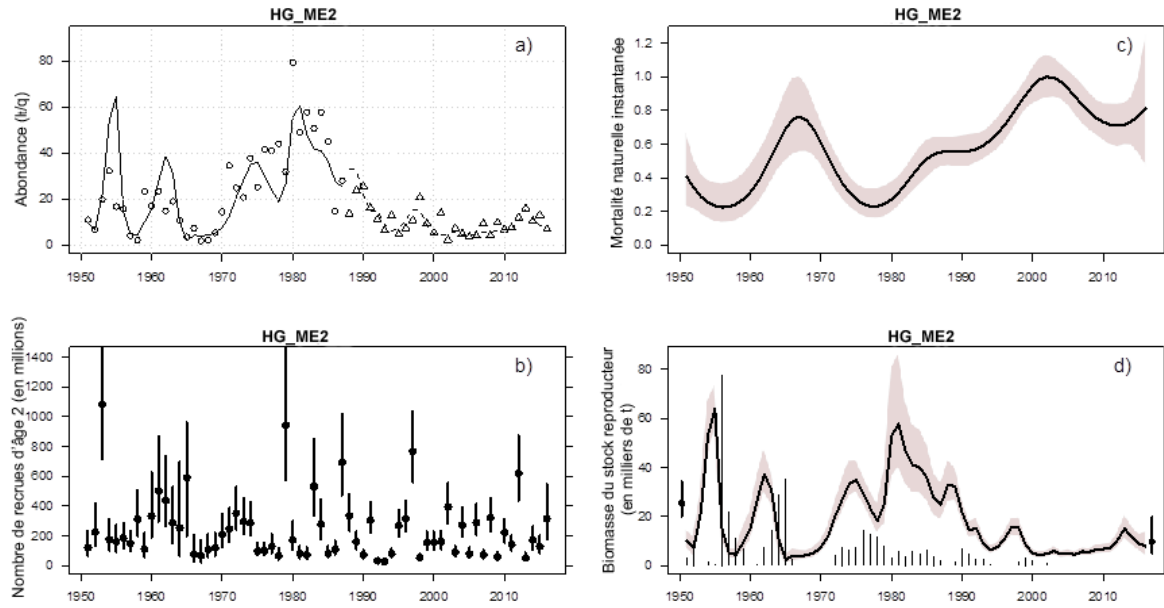 HG_ME2
a)
Abondance (It/q)
80
60
40
20
0
1950 1960 1970 1980 1990 2000 2010
HG_ME2
c)
Mortalité naturelle instantanée
1.2
1.0
0.8
0.6
0.4
0.2
0.0
1950 1960 1970 1980 1990 2000 2010
HG_ME2
b)
Nombre de recrues d'âge 2 (en millions)
1400
1200
1000
800
600
400
200
0
1950 1960 1970 1980 1990 2000 2010
HG_ME2
d)
Biomasse du stock reproducteur
(en milliers de t)
80
60
40
20
0
1950 1960 1970 1980 1990 2000 2010